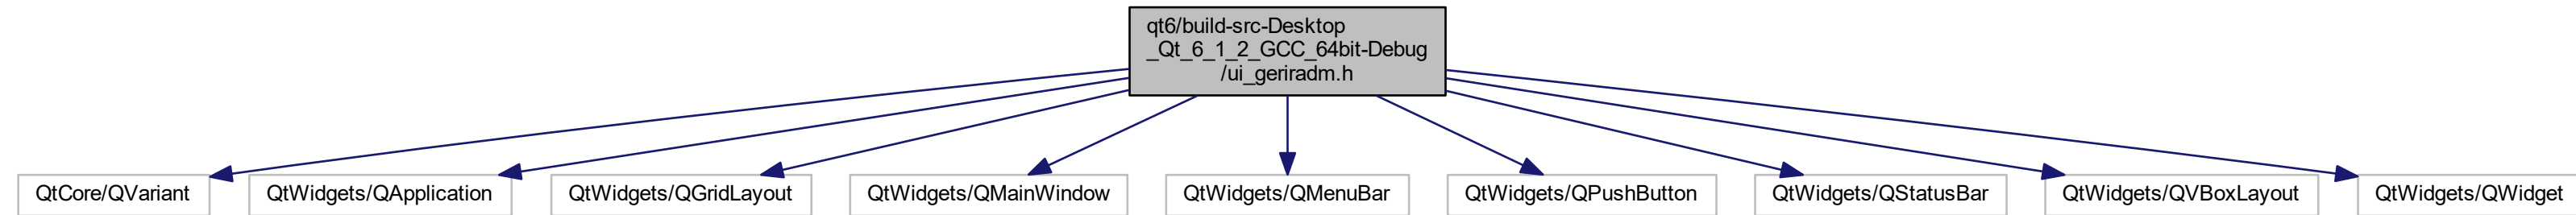 qt6/build-src-Desktop
_Qt_6_1_2_GCC_64bit-Debug
/ui_geriradm.h
QtCore/QVariant
QtWidgets/QApplication
QtWidgets/QGridLayout
QtWidgets/QMainWindow
QtWidgets/QMenuBar
QtWidgets/QPushButton
QtWidgets/QStatusBar
QtWidgets/QVBoxLayout
QtWidgets/QWidget